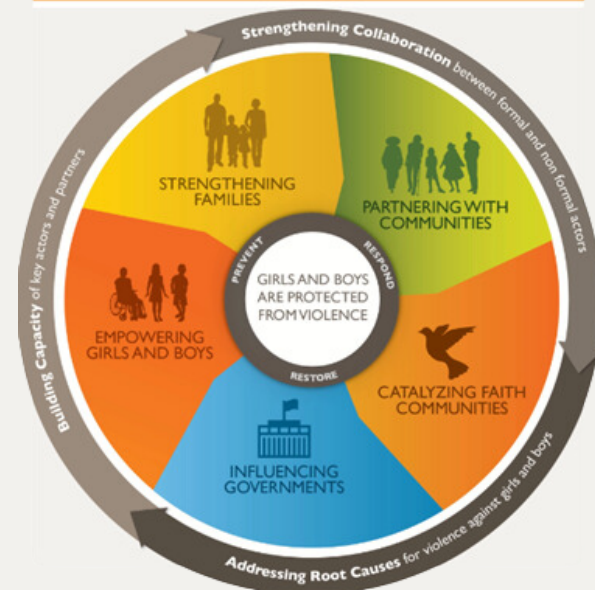 Strengthening Collaboration between formal and non formal actors
STRENGTHENING
FAMILIES
PARTNERING WITH
COMMUNITIES
PREVENT
RESPOND
GIRLS AND BOYS
ARE PROTECTED
FROM VIOLENCE
RESTORE
EMPOWERING
GIRLS AND BOYS
CATALYZING FAITH
COMMUNITIES
INFLUENCING
GOVERNMENTS
Building Capacity of key actors and partners
Addressing Root Causes for violence against girls and boys